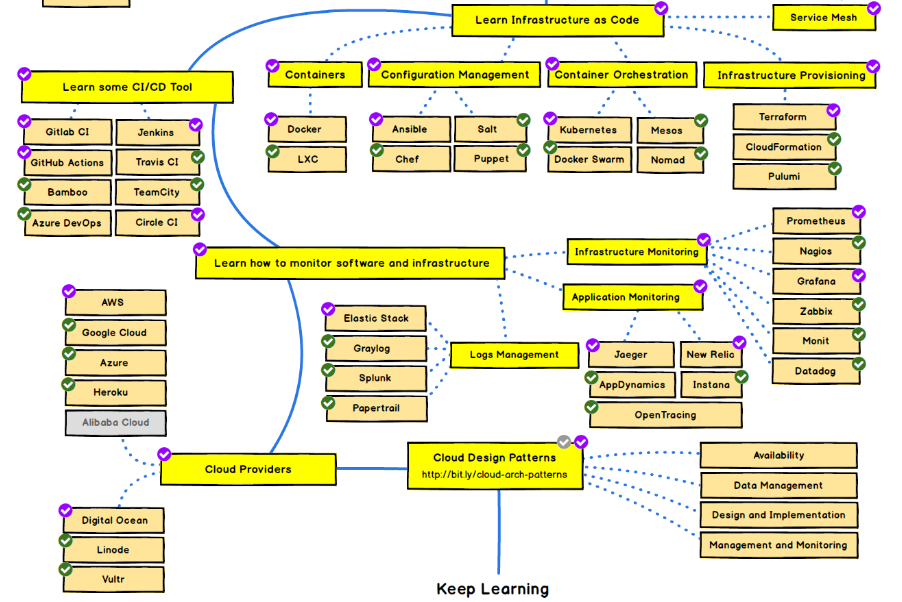 Learn Infrastructure as Code
Service Mesh
Containers
Configuration Management
Container Orchestration
Infrastructure Provisioning
Learn some CI/CD Tool
Docker
LXC
Ansible
Salt
Chef
Puppet
Kubernetes
Mesos
Docker Swarm
Nomad
Terraform
CloudFormation
Pulumi
Gitlab CI
Jenkins
GitHub Actions
Travis CI
Bamboo
TeamCity
Azure DevOps
Circle CI
Learn how to monitor software and infrastructure
Infrastructure Monitoring
Prometheus
Nagios
Grafana
Zabbix
Monit
Datadog
Application Monitoring
Jaeger
New Relic
AppDynamics
Instana
OpenTracing
Logs Management
Elastic Stack
Graylog
Splunk
Papertrail
AWS
Google Cloud
Azure
Heroku
Alibaba Cloud
Cloud Providers
Digital Ocean
Linode
Vultr
Cloud Design Patterns
http://bit.ly/cloud-arch-patterns
Availability
Data Management
Design and Implementation
Management and Monitoring
Keep Learning